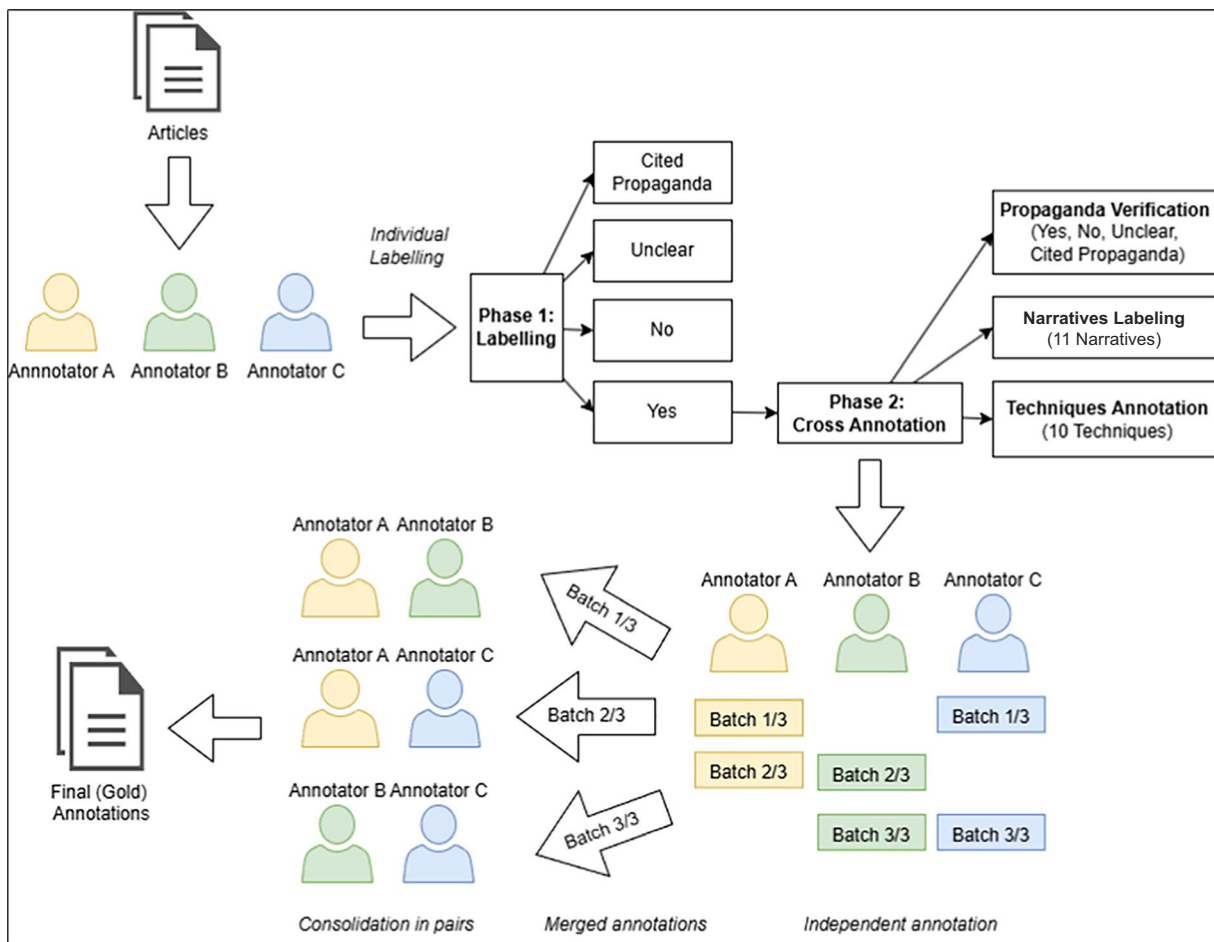 Articles
Individual
Labelling
Annnotator A
Annotator B
Annotator C
Phase 1:
Labelling
Cited
Propaganda
Unclear
No
Yes
Phase 2:
Cross Annotation
Propaganda Verification
(Yes, No, Unclear,
Cited Propaganda)
Narratives Labeling
(11 Narratives)
Techniques Annotation
(10 Techniques)
Annotator A
Annotator B
Annotator C
Batch 1/3
Batch 1/3
Batch 2/3
Batch 2/3
Batch 3/3
Batch 3/3
Batch 1/3
Batch 2/3
Batch 3/3
Annotator A
Annotator B
Annotator A
Annotator C
Annotator B
Annotator C
Final (Gold)
Annotations
Consolidation in pairs
Merged annotations
Independent annotation